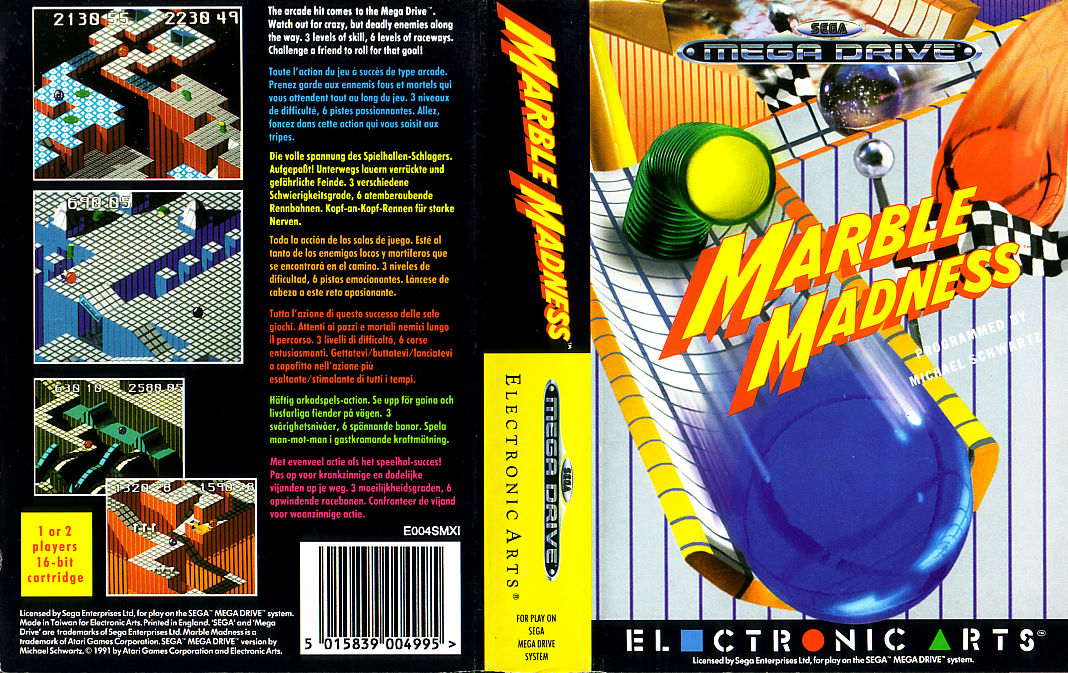 2130 55 2230 49
690 05
630 10 2580.05
1320 20 1590 20
The arcade hit comes to the Mega Drive™.
Watch out for crazy, but deadly enemies along
the way. 3 levels of skill, 6 levels of raceways.
Challenge a friend to roll for that goal!
Toute l'action du jeu à succès de type arcade.
Prenez garde aux ennemis fous et mortels qui
vous attendent tout au long du jeu. 3 niveaux
de difficulté, 6 pistes passionnantes. Allez,
foncez dans cette action qui vous saisit aux
tripes.
Die volle spannung des Spielhallen-Schlagers.
Aufgepaßt! Unterwegs lauern verrückte und
gefährliche Feinde. 3 verschiedene
Schwierigkeitsgrade, 6 atemberaubende
Rennbahnen. Kopf-an-Kopf-Rennen für starke
Nerven.
Toda la acción de las salas de juego. Esté al
tanto de los enemigos locos y mortíferos que
se encontrará en el camino. 3 niveles de
dificultad, 6 pistas emocionantes. Láncese de
cabeza a este reto apasionante.
Tutta l'azione di questo successo delle sale
giochi. Attenti ai pazzi e mortali nemici lungo
il percorso. 3 livelli di difficoltà, 6 corse
entusiasmanti. Gettatevi/buttatevi/lanciatevi
a capofitto nell'azione più
esaltante/stimolante di tutti i tempi.
Häftig arkadspels-action. Se upp för galna och
livsfarliga fiender på vägen. 3
svårighetsnivåer, 6 spännande banor. Spela
man-mot-man i gastkramande kraftmätning.
Met evenveel actie als het speelhal-succes!
Pas op voor krankzinnige en dodelijke
vijanden op je weg. 3 moeilijkheidsgraden, 6
opwindende racebanen. Confronteer de vijand
voor waanzinnige actie.
E004SMXI
1 or 2
players
16-bit
cartridge
Licensed by Sega Enterprises Ltd, for play on the SEGA™ MEGA DRIVE™ system.
Made in Taiwan for Electronic Arts. Printed in England. 'SEGA' and 'Mega
Drive' are trademarks of Sega Enterprises Ltd. Marble Madness is a
trademark of Atari Games Corporation. SEGA™ MEGA DRIVE™ version by
Michael Schwartz. © 1991 by Atari Games Corporation and Electronic Arts.
5 015839 004995 >
MARBLE MADNESS™
ELECTRONIC ARTS®
SEGA
MEGA DRIVE
FOR PLAY ON
SEGA
MEGA DRIVE
SYSTEM
SEGA
MEGA DRIVE
MARBLE
MADNESS™
PROGRAMMED BY
MICHAEL SCHWARTZ
ELECTRONIC ARTS™
Licensed by Sega Enterprises Ltd, for play on the SEGA™ MEGA DRIVE™ system.